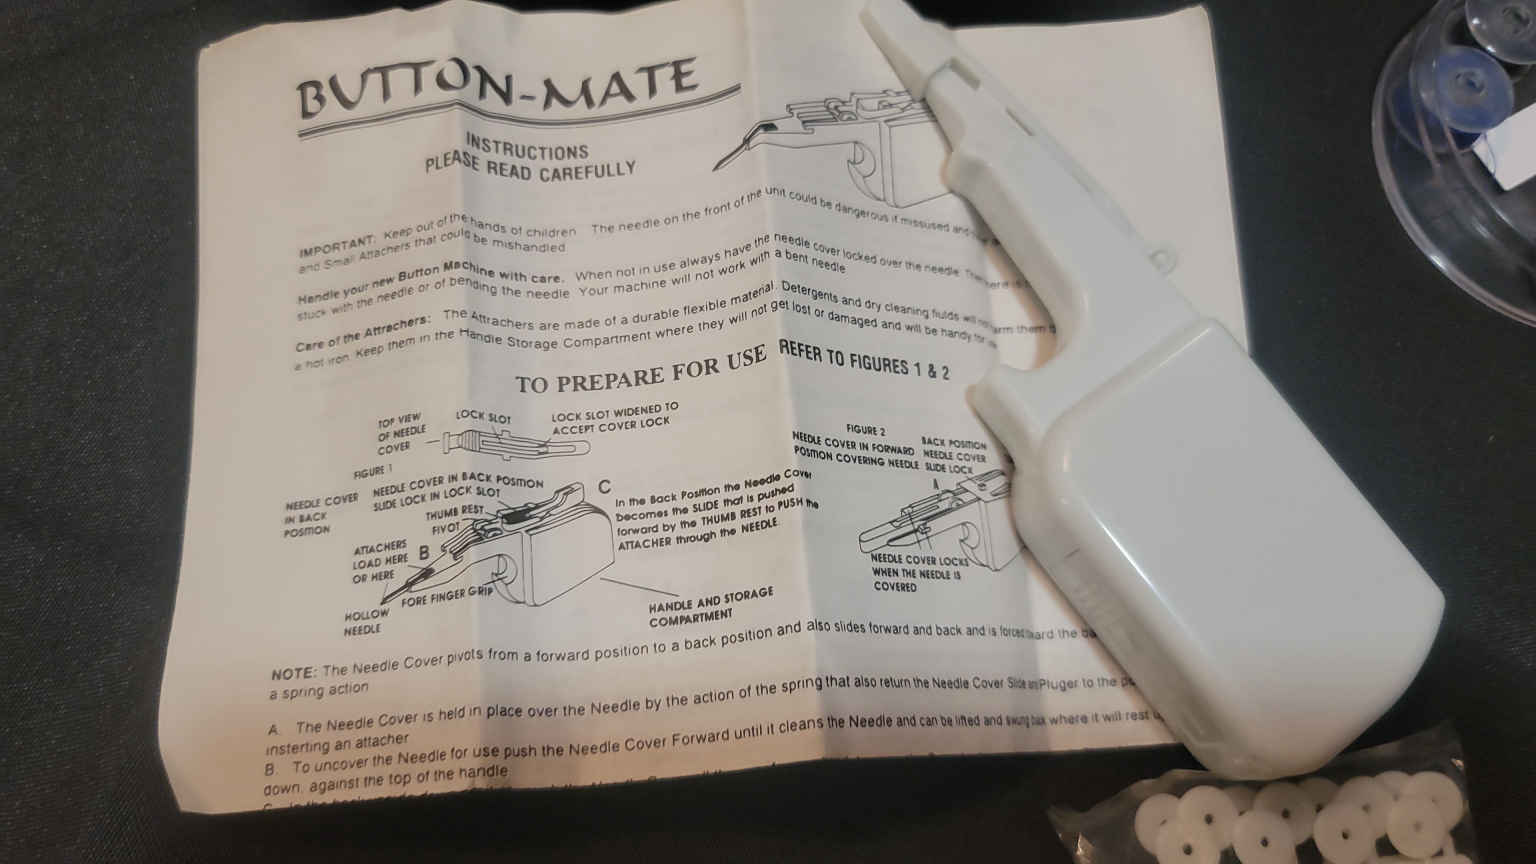 BUTTON-MATE
INSTRUCTIONS
PLEASE READ CAREFULLY
IMPORTANT: Keep out of the hands of children The needle on the front of the unit could be dangerous if missused and
and Small Attachers that could be mishandled
Handle your new Button Machine with care. When not in use always have the needle cover locked over the needle
stuck with the needle or of bending the needle Your machine will not work with a bent needle
Care of the Attrachers: The Attrachers are made of a durable flexible material. Detergents and dry cleaning fiulds will
a hot iron. Keep them in the Handle Storage Compartment where they will not get lost or damaged and will be handy for
TO PREPARE FOR USE REFER TO FIGURES 1 & 2
TOP VIEW
OF NEEDLE
COVER
LOCK SLOT
LOCK SLOT WIDENED TO
ACCEPT COVER LOCK
FIGURE 1
NEEDLE COVER
IN BACK
POSITION
NEEDLE COVER IN BACK POSITION
SLIDE LOCK IN LOCK SLOT
THUMB REST
PIVOT
ATTACHERS
LOAD HERE
OR HERE
B
C
HOLLOW
NEEDLE
FORE FINGER GRIP
In the Back Position the Needle Cover
becomes the SLIDE that is pushed
forward by the THUMB REST to PUSH the
ATTACHER through the NEEDLE.
HANDLE AND STORAGE
COMPARTMENT
FIGURE 2
NEEDLE COVER IN FORWARD
POSITION COVERING NEEDLE
BACK POSITION
NEEDLE COVER
SLIDE LOCK
A
NEEDLE COVER LOCKS
WHEN THE NEEDLE IS
COVERED
NOTE: The Needle Cover pivots from a forward position to a back position and also slides forward and back and is forced the
a spring action
A. The Needle Cover is held in place over the Needle by the action of the spring that also return the Needle Cover Slide Pluger to the
insterting an attacher
B. To uncover the Needle for use push the Needle Cover Forward until it cleans the Needle and can be lifted and swung back where it will rest
down, against the top of the handle